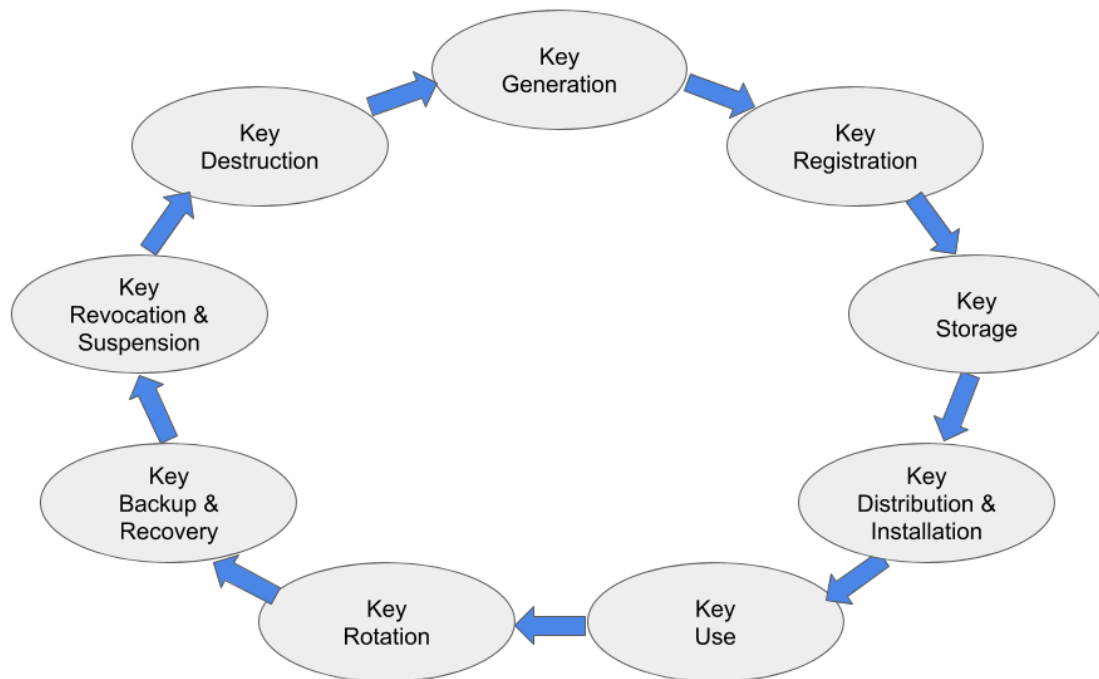 Key
Generation
Key
Registration
Key
Storage
Key
Distribution &
Installation
Key
Use
Key
Rotation
Key
Backup &
Recovery
Key
Revocation &
Suspension
Key
Destruction